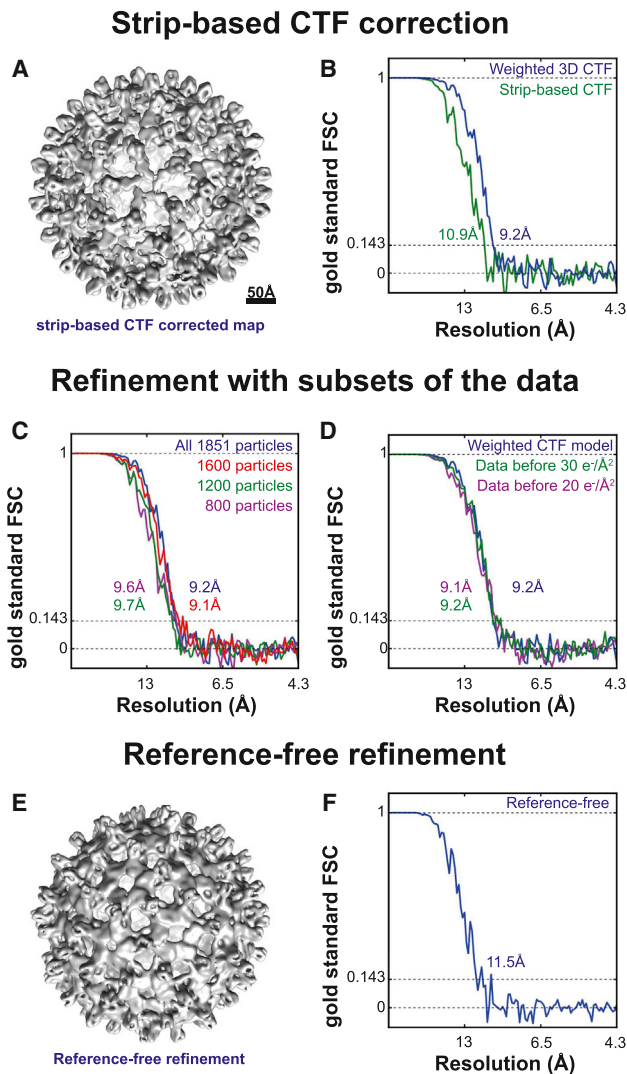 Strip-based CTF correction
A
50Å
strip-based CTF corrected map
B
Weighted 3D CTF
Strip-based CTF
gold standard FSC
1
0.143
0
10.9Å 9.2Å
13 6.5 4.3
Resolution (Å)
Refinement with subsets of the data
C
All 1851 particles
1600 particles
1200 particles
800 particles
gold standard FSC
1
0.143
0
9.6Å 9.2Å
9.7Å 9.1Å
13 6.5 4.3
Resolution (Å)
D
Weighted CTF model
Data before 30 e⁻/Å²
Data before 20 e⁻/Å²
gold standard FSC
1
0.143
0
9.1Å 9.2Å
9.2Å
13 6.5 4.3
Resolution (Å)
Reference-free refinement
E
Reference-free refinement
F
Reference-free
gold standard FSC
1
0.143
0
11.5Å
13 6.5 4.3
Resolution (Å)